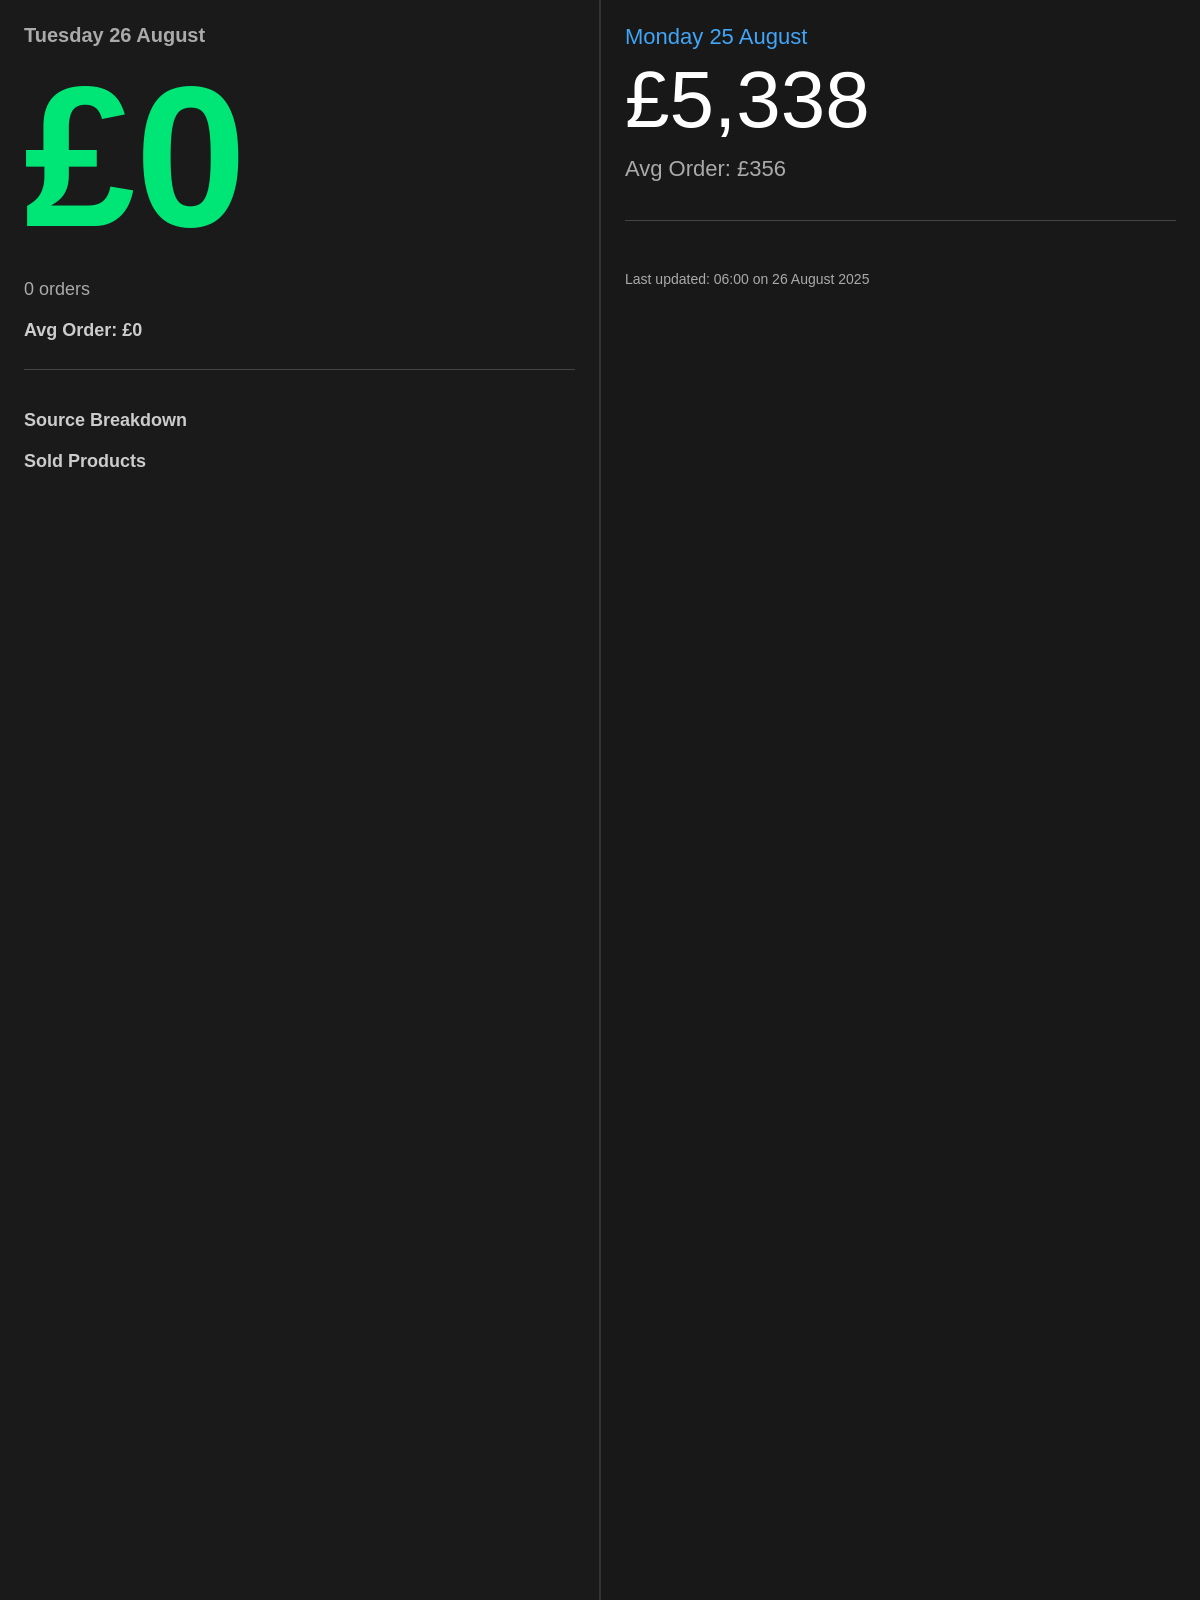 Tuesday 26 August
£0
0 orders
Avg Order: £0
Source Breakdown
Sold Products
Monday 25 August
£5,338
Avg Order: £356
Last updated: 06:00 on 26 August 2025